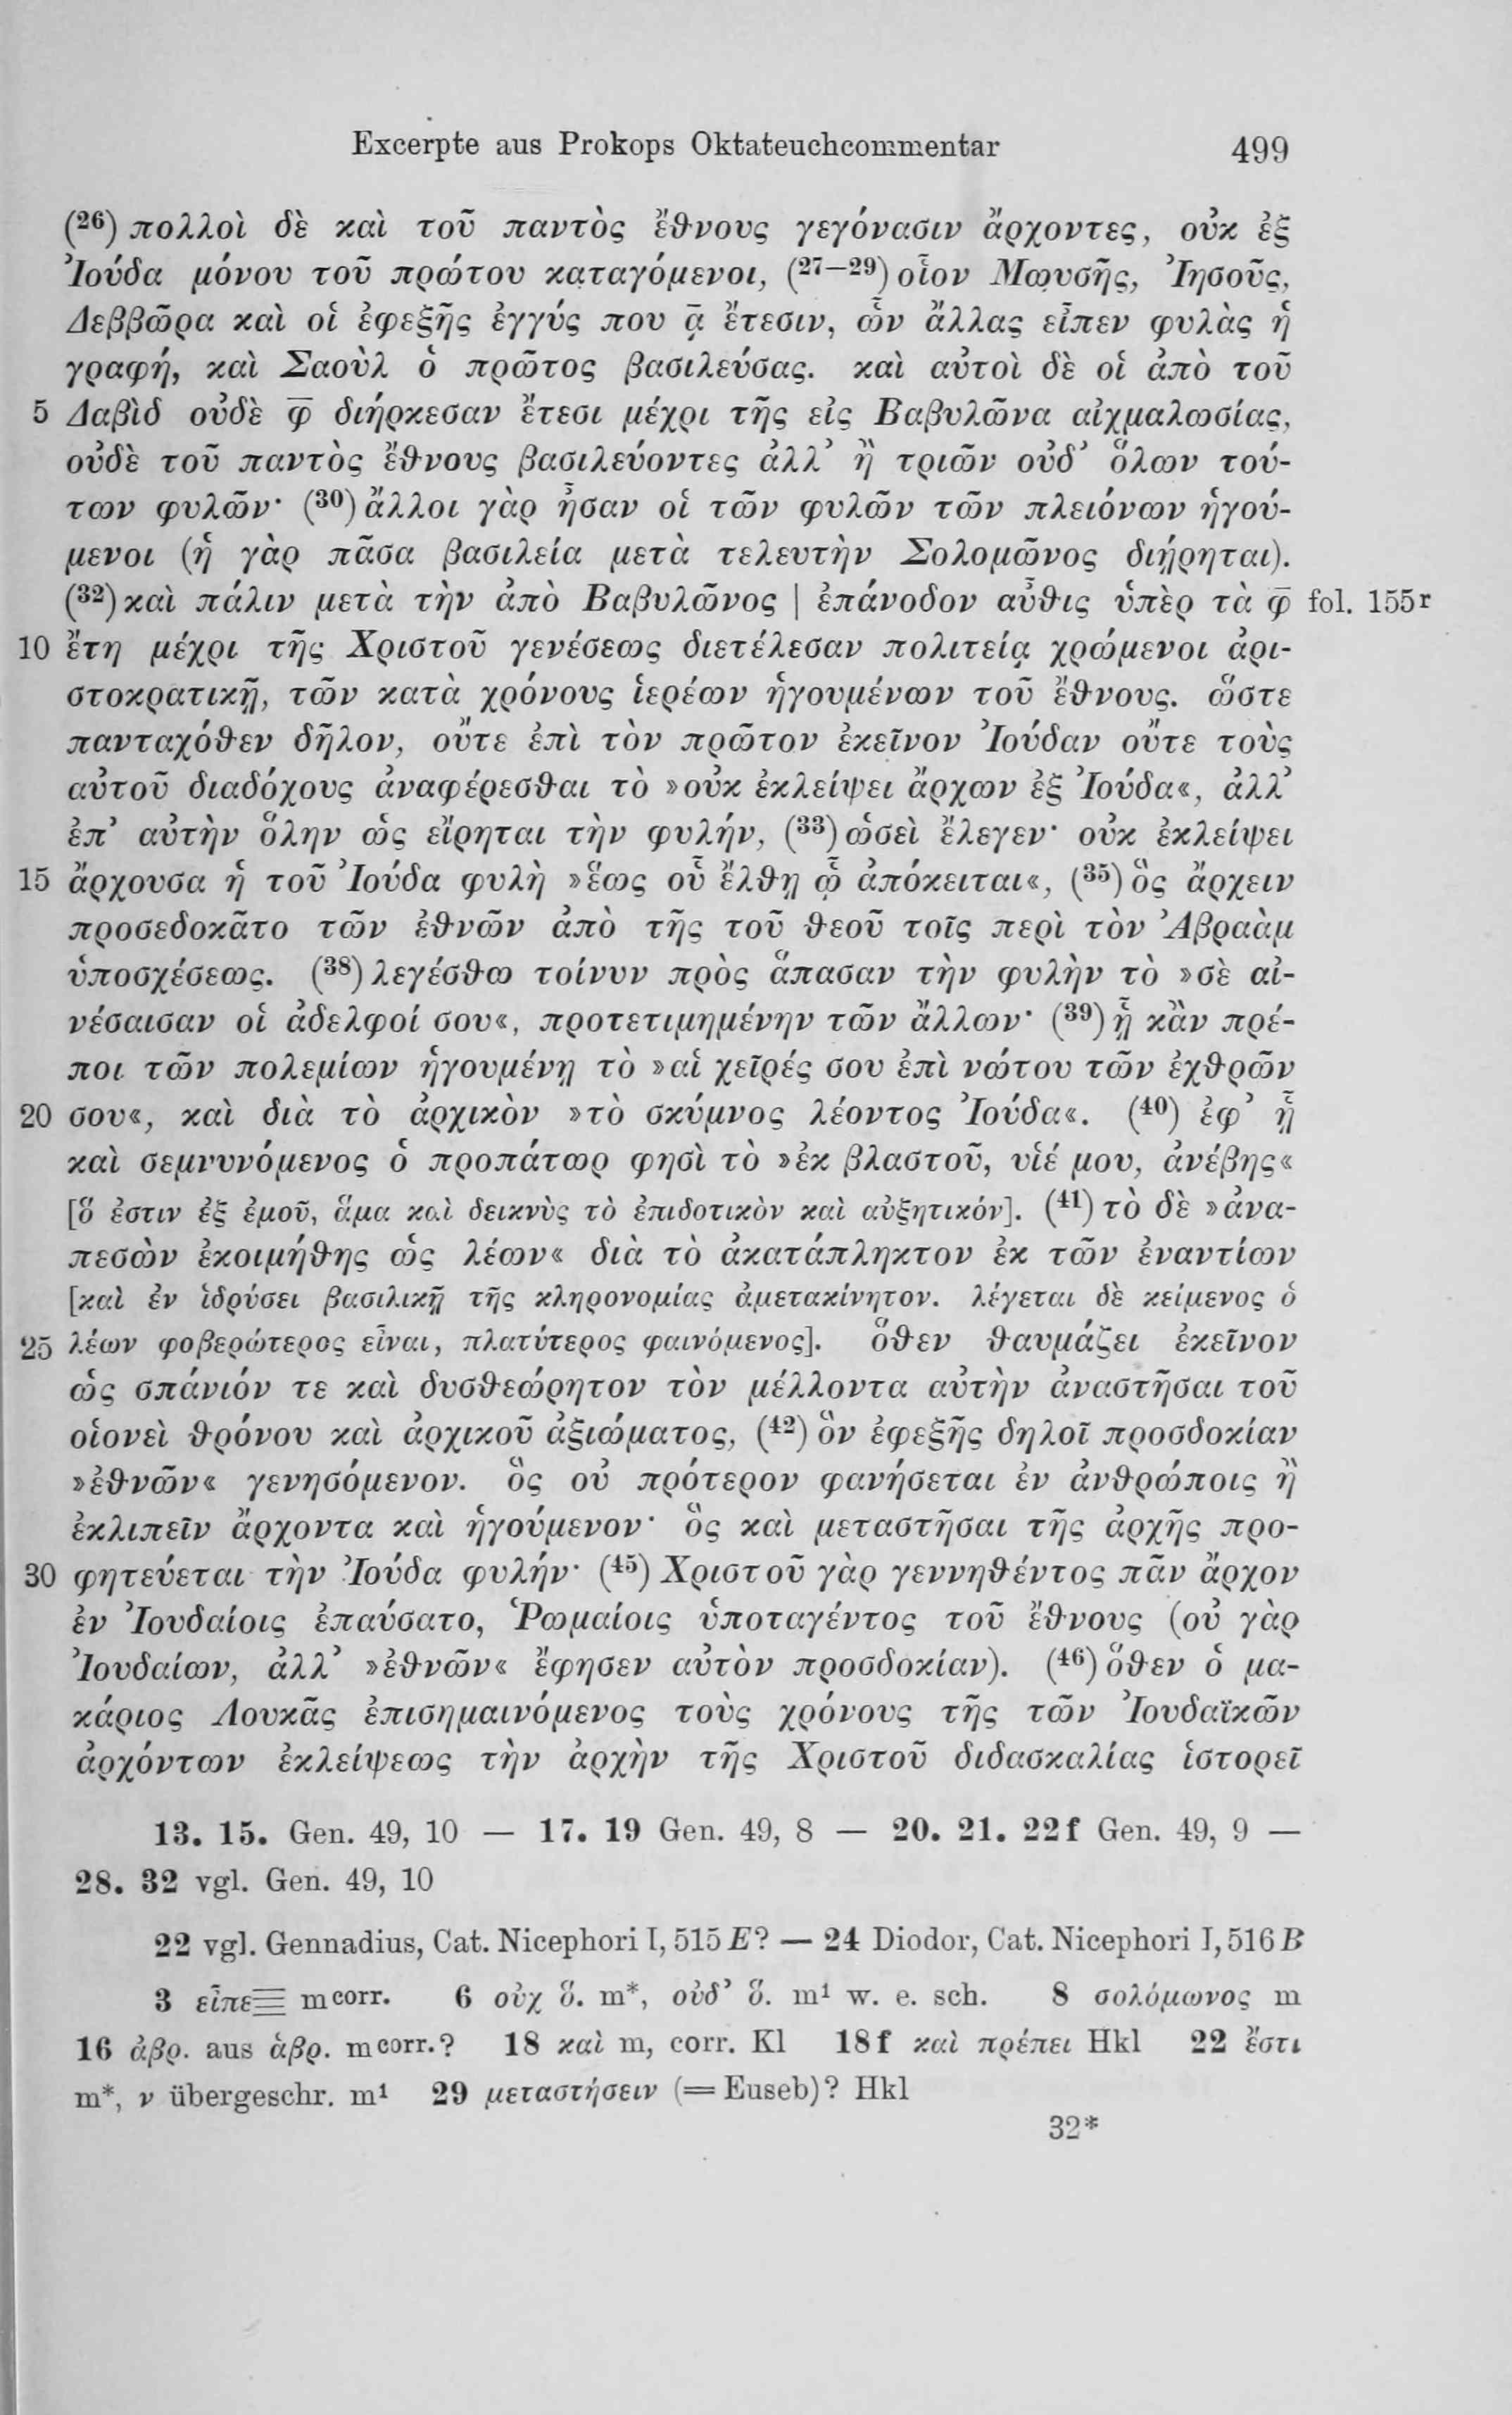 Excerpte aus Prokops Oktateuchcommentar 499
(26) πολλοὶ δὲ καὶ τοῦ παντὸς ἔθνους γεγόνασιν ἄρχοντες, οὐκ ἐξ
Ἰούδα μόνου τοῦ πρώτου καταγόμενοι, (27–29) οἷον Μωυσῆς, Ἰησοῦς,
Δεββῶρα καὶ οἱ ἐφεξῆς ἐγγύς που ͵α ἔτεσιν, ὧν ἄλλας εἶπεν φυλὰς ἡ
γραφή, καὶ Σαοὺλ ὁ πρῶτος βασιλεύσας. καὶ αὐτοὶ δὲ οἱ ἀπὸ τοῦ
5 Δαβὶδ οὐδὲ φ̄ διήρκεσαν ἔτεσι μέχρι τῆς εἰς Βαβυλῶνα αἰχμαλωσίας,
οὐδὲ τοῦ παντὸς ἔθνους βασιλεύοντες ἀλλ᾽ ἢ τριῶν οὐδ᾽ ὅλων τού-
των φυλῶν· (30) ἄλλοι γὰρ ἦσαν οἱ τῶν φυλῶν τῶν πλειόνων ἡγού-
μενοι (ἡ γὰρ πᾶσα βασιλεία μετὰ τελευτὴν Σολομῶνος διῄρηται).
(32) καὶ πάλιν μετὰ τὴν ἀπὸ Βαβυλῶνος | ἐπάνοδον αὖθις ὑπὲρ τὰ φ̄ fol. 155r
10 ἔτη μέχρι τῆς Χριστοῦ γενέσεως διετέλεσαν πολιτείᾳ χρώμενοι ἀρι-
στοκρατικῇ, τῶν κατὰ χρόνους ἱερέων ἡγουμένων τοῦ ἔθνους. ὥστε
πανταχόθεν δῆλον, οὔτε ἐπὶ τὸν πρῶτον ἐκεῖνον Ἰούδαν οὔτε τοὺς
αὐτοῦ διαδόχους ἀναφέρεσθαι τὸ »οὐκ ἐκλείψει ἄρχων ἐξ Ἰούδα«, ἀλλ᾽
ἐπ᾽ αὐτὴν ὅλην ὡς εἴρηται τὴν φυλήν, (33) ὡσεὶ ἔλεγεν· οὐκ ἐκλείψει
15 ἄρχουσα ἡ τοῦ Ἰούδα φυλὴ »ἕως οὗ ἔλθῃ ᾧ ἀπόκειται«, (35) ὃς ἄρχειν
προσεδοκᾶτο τῶν ἐθνῶν ἀπὸ τῆς τοῦ θεοῦ τοῖς περὶ τὸν Ἀβραὰμ
ὑποσχέσεως. (38) λεγέσθω τοίνυν πρὸς ἅπασαν τὴν φυλὴν τὸ »σὲ αἰ-
νέσαισαν οἱ ἀδελφοί σου«, προτετιμημένην τῶν ἄλλων· (39) ᾗ κἂν πρέ-
ποι τῶν πολεμίων ἡγουμένῃ τὸ »αἱ χεῖρές σου ἐπὶ νώτου τῶν ἐχθρῶν
20 σου«, καὶ διὰ τὸ ἀρχικὸν »τὸ σκύμνος λέοντος Ἰούδα«. (40) ἐφ᾽ ᾗ
καὶ σεμνυνόμενος ὁ προπάτωρ φησὶ τὸ »ἐκ βλαστοῦ, υἱέ μου, ἀνέβης«
[ὅ ἐστιν ἐξ ἐμοῦ, ἅμα καὶ δεικνὺς τὸ ἐπιδοτικὸν καὶ αὐξητικόν]. (41) τὸ δὲ »ἀνα-
πεσὼν ἐκοιμήθης ὡς λέων« διὰ τὸ ἀκατάπληκτον ἐκ τῶν ἐναντίων
[καὶ ἐν ἱδρύσει βασιλικῇ τῆς κληρονομίας ἀμετακίνητον. λέγεται δὲ κείμενος ὁ
25 λέων φοβερώτερος εἶναι, πλατύτερος φαινόμενος]. ὅθεν θαυμάζει ἐκεῖνον
ὡς σπάνιόν τε καὶ δυσθεώρητον τὸν μέλλοντα αὐτὴν ἀναστῆσαι τοῦ
οἱονεὶ θρόνου καὶ ἀρχικοῦ ἀξιώματος, (42) ὃν ἐφεξῆς δηλοῖ προσδοκίαν
»ἐθνῶν« γενησόμενον. ὃς οὐ πρότερον φανήσεται ἐν ἀνθρώποις ἢ
ἐκλιπεῖν ἄρχοντα καὶ ἡγούμενον· ὃς καὶ μεταστῆσαι τῆς ἀρχῆς προ-
30 φητεύεται τὴν Ἰούδα φυλήν· (45) Χριστοῦ γὰρ γεννηθέντος πᾶν ἄρχον
ἐν Ἰουδαίοις ἐπαύσατο, Ῥωμαίοις ὑποταγέντος τοῦ ἔθνους (οὐ γὰρ
Ἰουδαίων, ἀλλ᾽ »ἐθνῶν« ἔφησεν αὐτὸν προσδοκίαν). (46) ὅθεν ὁ μα-
κάριος Λουκᾶς ἐπισημαινόμενος τοὺς χρόνους τῆς τῶν Ἰουδαϊκῶν
ἀρχόντων ἐκλείψεως τὴν ἀρχὴν τῆς Χριστοῦ διδασκαλίας ἱστορεῖ
13. 15. Gen. 49, 10 — 17. 19 Gen. 49, 8 — 20. 21. 22f Gen. 49, 9 —
28. 32 vgl. Gen. 49, 10
22 vgl. Gennadius, Cat. Nicephori I, 515 E? — 24 Diodor, Cat. Nicephori I, 516 B
3 εἶπε☰ mcorr. 6 οὐχ ὅ. m*, οὐδ᾽ ὅ. m1 w. e. sch. 8 σολόμωνος m
16 ἀβρ. aus ἁβρ. mcorr.? 18 καὶ m, corr. Kl 18f καὶ πρέπει Hkl 22 ἔστι
m*, ν übergeschr. m1 29 μεταστήσειν (= Euseb)? Hkl
32*